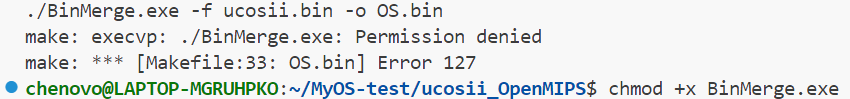 ./BinMerge.exe -f ucosii.bin -o OS.bin
make: execvp: ./BinMerge.exe: Permission denied
make: *** [Makefile:33: OS.bin] Error 127
chenovo@LAPTOP-MGRUHPKO:~/MyOS-test/ucosii_OpenMIPS$ chmod +x BinMerge.exe